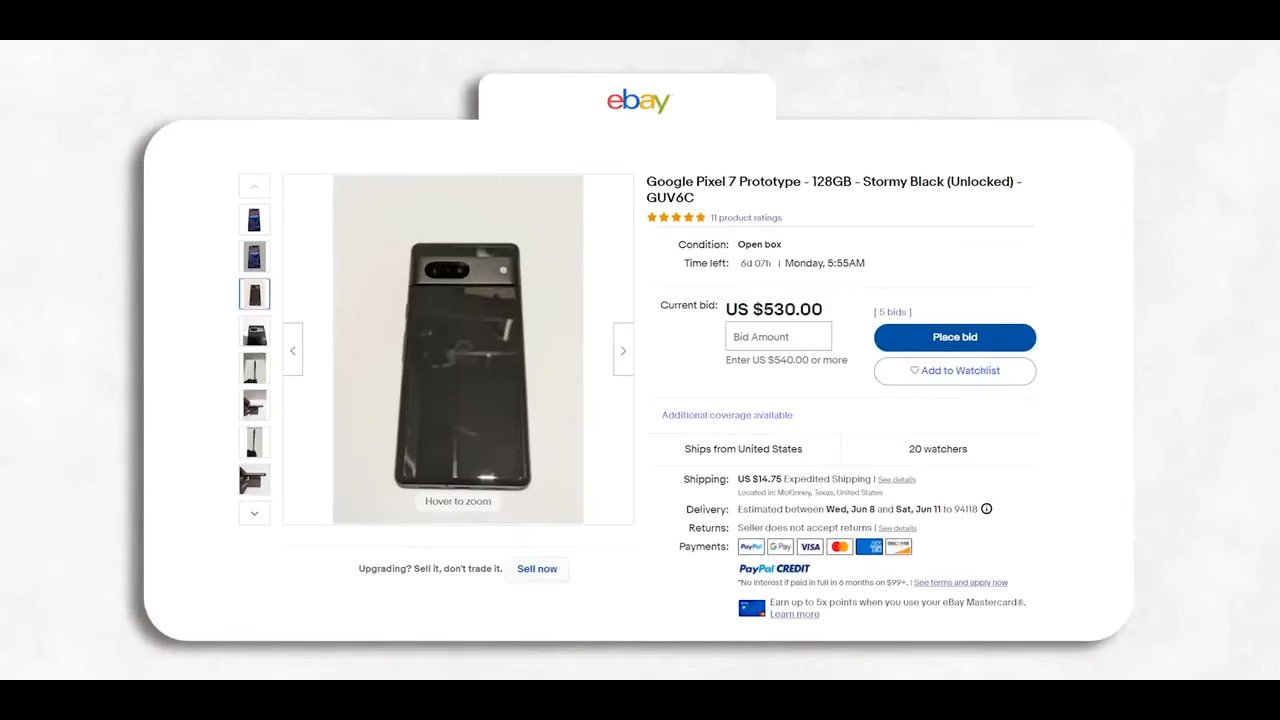 ebay
Google Pixel 7 Prototype - 128GB - Stormy Black (Unlocked) -
GUV6C
11 product ratings
Condition: Open box
Time left: 6d 07h | Monday, 5:55AM
Current bid: US $530.00
[ 5 bids ]
Bid Amount
Place bid
Enter US $540.00 or more
Add to Watchlist
Additional coverage available
Ships from United States
20 watchers
Shipping: US $14.75 Expedited Shipping | See details
Located in: McKinney, Texas, United States
Delivery: Estimated between Wed, Jun 8 and Sat, Jun 11 to 94118
Returns: Seller does not accept returns | See details
Payments: PayPal G Pay VISA DISCOVER
PayPal CREDIT
*No Interest if paid in full in 6 months on $99+. | See terms and apply now
Earn up to 5x points when you use your eBay Mastercard®.
Learn more
Hover to zoom
Upgrading? Sell it, don't trade it. Sell now